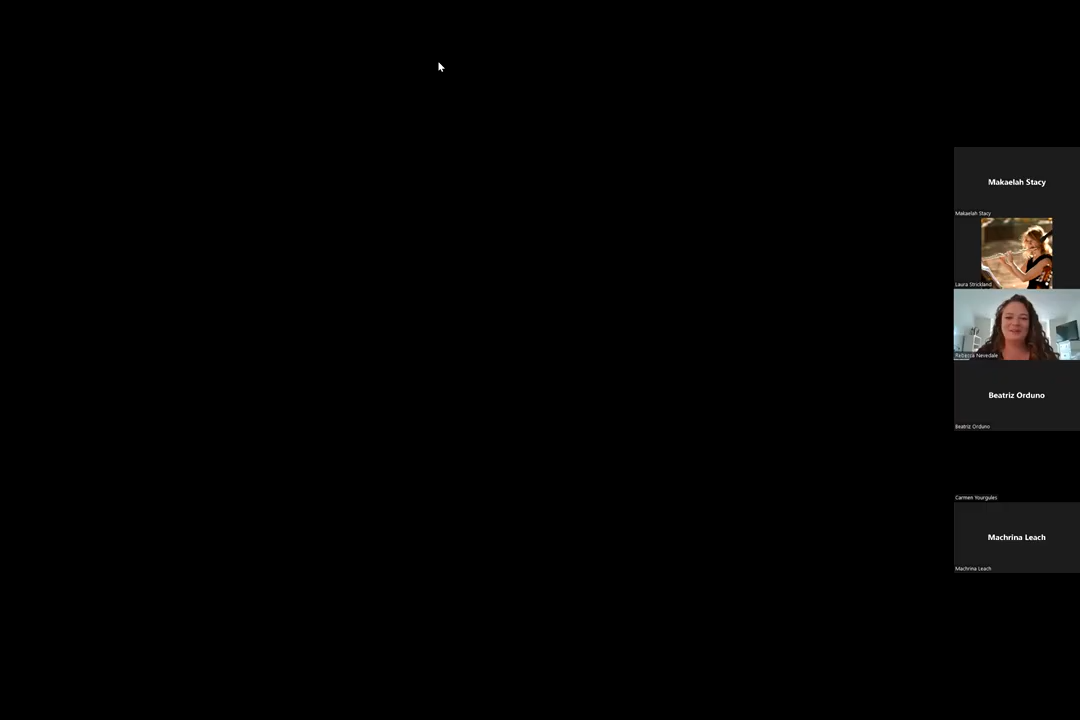 Makaelah Stacy
Makaelah Stacy
Laura Strickland
Rebecca Nevedale
Beatriz Orduno
Beatriz Orduno
Carmen Yourgules
Machrina Leach
Machrina Leach